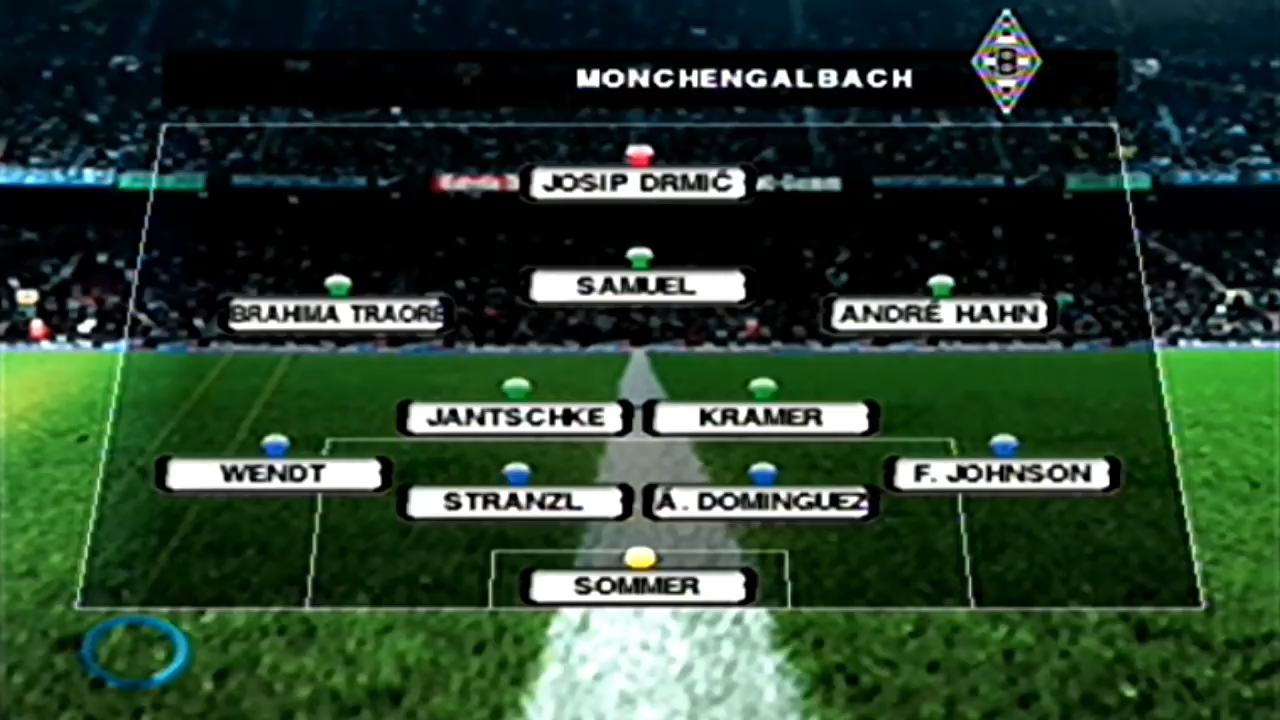 MONCHENGALBACH
B
JOSIP DRMIĆ
SAMUEL
BRAHIMA TRAORE
ANDRÉ HAHN
JANTSCHKE
KRAMER
WENDT
F. JOHNSON
STRANZL
A. DOMINGUEZ
SOMMER